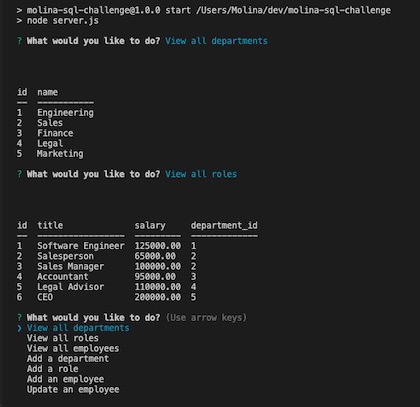 > molina-sql-challenge@1.0.0 start /Users/Molina/dev/molina-sql-challenge
> node server.js
? What would you like to do? View all departments
id  name
--  -----------
1   Engineering
2   Sales
3   Finance
4   Legal
5   Marketing
? What would you like to do? View all roles
id  title              salary     department_id
--  -----------------  ---------  -------------
1   Software Engineer  125000.00  1
2   Salesperson        65000.00   2
3   Sales Manager      100000.00  2
4   Accountant         95000.00   3
5   Legal Advisor      110000.00  4
6   CEO                200000.00  5
? What would you like to do? (Use arrow keys)
❯ View all departments
  View all roles
  View all employees
  Add a department
  Add a role
  Add an employee
  Update an employee